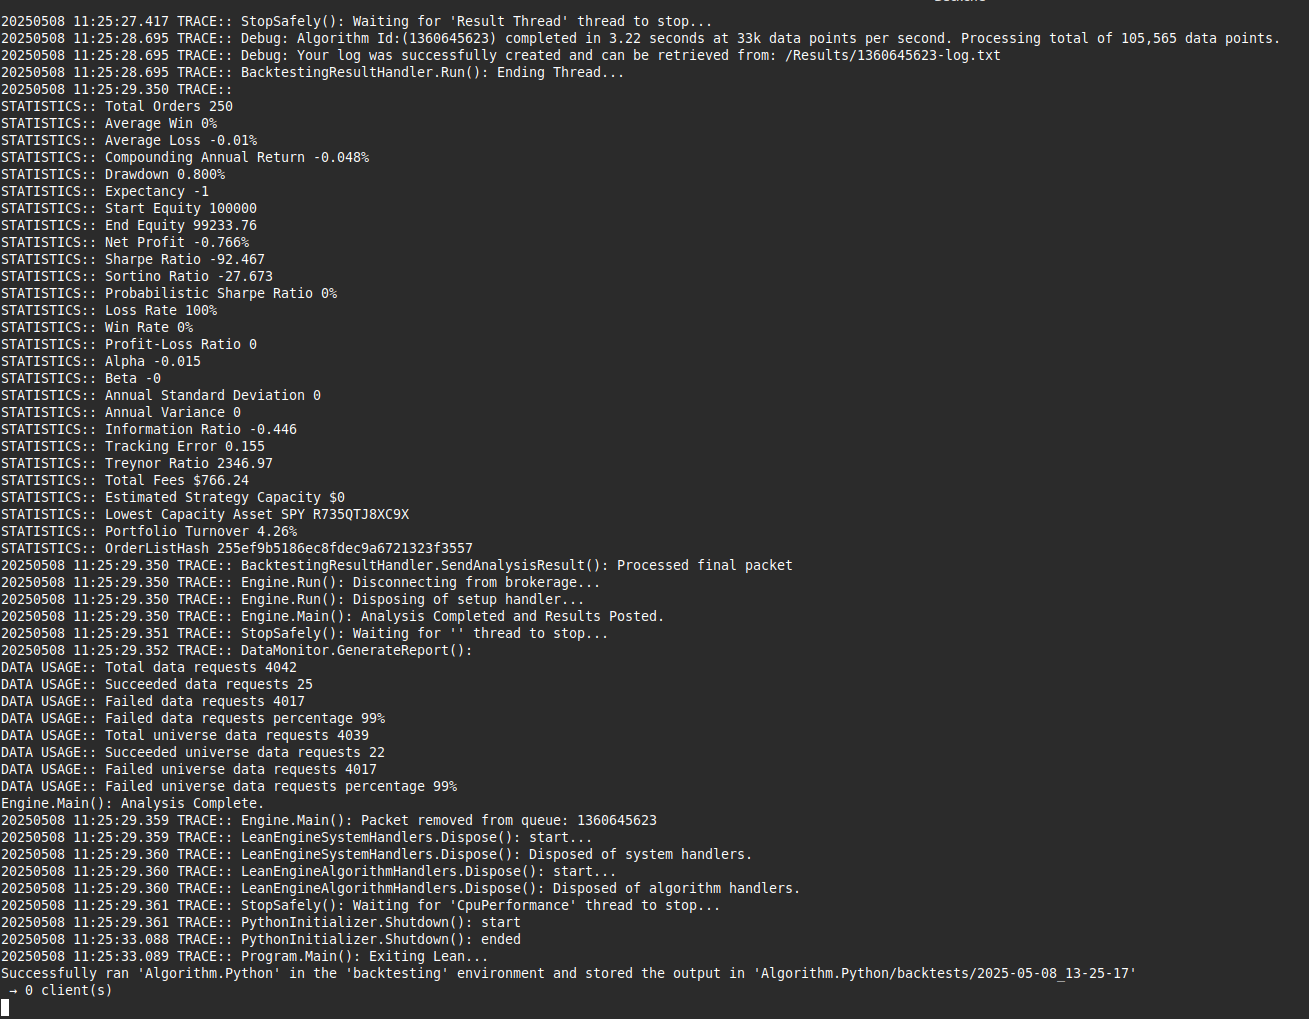 20250508 11:25:27.417 TRACE:: StopSafely(): Waiting for 'Result Thread' thread to stop...
20250508 11:25:28.695 TRACE:: Debug: Algorithm Id:(1360645623) completed in 3.22 seconds at 33k data points per second. Processing total of 105,565 data points.
20250508 11:25:28.695 TRACE:: Debug: Your log was successfully created and can be retrieved from: /Results/1360645623-log.txt
20250508 11:25:28.695 TRACE:: BacktestingResultHandler.Run(): Ending Thread...
20250508 11:25:29.350 TRACE::
STATISTICS:: Total Orders 250
STATISTICS:: Average Win 0%
STATISTICS:: Average Loss -0.01%
STATISTICS:: Compounding Annual Return -0.048%
STATISTICS:: Drawdown 0.800%
STATISTICS:: Expectancy -1
STATISTICS:: Start Equity 100000
STATISTICS:: End Equity 99233.76
STATISTICS:: Net Profit -0.766%
STATISTICS:: Sharpe Ratio -92.467
STATISTICS:: Sortino Ratio -27.673
STATISTICS:: Probabilistic Sharpe Ratio 0%
STATISTICS:: Loss Rate 100%
STATISTICS:: Win Rate 0%
STATISTICS:: Profit-Loss Ratio 0
STATISTICS:: Alpha -0.015
STATISTICS:: Beta -0
STATISTICS:: Annual Standard Deviation 0
STATISTICS:: Annual Variance 0
STATISTICS:: Information Ratio -0.446
STATISTICS:: Tracking Error 0.155
STATISTICS:: Treynor Ratio 2346.97
STATISTICS:: Total Fees $766.24
STATISTICS:: Estimated Strategy Capacity $0
STATISTICS:: Lowest Capacity Asset SPY R735QTJ8XC9X
STATISTICS:: Portfolio Turnover 4.26%
STATISTICS:: OrderListHash 255ef9b5186ec8fdec9a6721323f3557
20250508 11:25:29.350 TRACE:: BacktestingResultHandler.SendAnalysisResult(): Processed final packet
20250508 11:25:29.350 TRACE:: Engine.Run(): Disconnecting from brokerage...
20250508 11:25:29.350 TRACE:: Engine.Run(): Disposing of setup handler...
20250508 11:25:29.350 TRACE:: Engine.Main(): Analysis Completed and Results Posted.
20250508 11:25:29.351 TRACE:: StopSafely(): Waiting for '' thread to stop...
20250508 11:25:29.352 TRACE:: DataMonitor.GenerateReport():
DATA USAGE:: Total data requests 4042
DATA USAGE:: Succeeded data requests 25
DATA USAGE:: Failed data requests 4017
DATA USAGE:: Failed data requests percentage 99%
DATA USAGE:: Total universe data requests 4039
DATA USAGE:: Succeeded universe data requests 22
DATA USAGE:: Failed universe data requests 4017
DATA USAGE:: Failed universe data requests percentage 99%
Engine.Main(): Analysis Complete.
20250508 11:25:29.359 TRACE:: Engine.Main(): Packet removed from queue: 1360645623
20250508 11:25:29.359 TRACE:: LeanEngineSystemHandlers.Dispose(): start...
20250508 11:25:29.360 TRACE:: LeanEngineSystemHandlers.Dispose(): Disposed of system handlers.
20250508 11:25:29.360 TRACE:: LeanEngineAlgorithmHandlers.Dispose(): start...
20250508 11:25:29.360 TRACE:: LeanEngineAlgorithmHandlers.Dispose(): Disposed of algorithm handlers.
20250508 11:25:29.361 TRACE:: StopSafely(): Waiting for 'CpuPerformance' thread to stop...
20250508 11:25:29.361 TRACE:: PythonInitializer.Shutdown(): start
20250508 11:25:33.088 TRACE:: PythonInitializer.Shutdown(): ended
20250508 11:25:33.089 TRACE:: Program.Main(): Exiting Lean...
Successfully ran 'Algorithm.Python' in the 'backtesting' environment and stored the output in 'Algorithm.Python/backtests/2025-05-08_13-25-17'
→ 0 client(s)